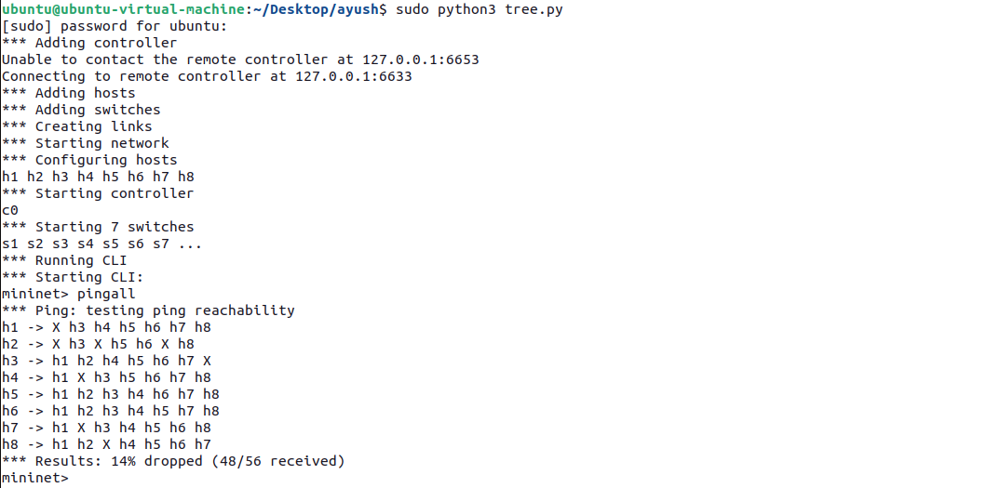 ubuntu@ubuntu-virtual-machine:~/Desktop/ayush$ sudo python3 tree.py
[sudo] password for ubuntu:
*** Adding controller
Unable to contact the remote controller at 127.0.0.1:6653
Connecting to remote controller at 127.0.0.1:6633
*** Adding hosts
*** Adding switches
*** Creating links
*** Starting network
*** Configuring hosts
h1 h2 h3 h4 h5 h6 h7 h8
*** Starting controller
c0
*** Starting 7 switches
s1 s2 s3 s4 s5 s6 s7 ...
*** Running CLI
*** Starting CLI:
mininet> pingall
*** Ping: testing ping reachability
h1 -> X h3 h4 h5 h6 h7 h8
h2 -> X h3 X h5 h6 X h8
h3 -> h1 h2 h4 h5 h6 h7 X
h4 -> h1 X h3 h5 h6 h7 h8
h5 -> h1 h2 h3 h4 h6 h7 h8
h6 -> h1 h2 h3 h4 h5 h7 h8
h7 -> h1 X h3 h4 h5 h6 h8
h8 -> h1 h2 X h4 h5 h6 h7
*** Results: 14% dropped (48/56 received)
mininet>